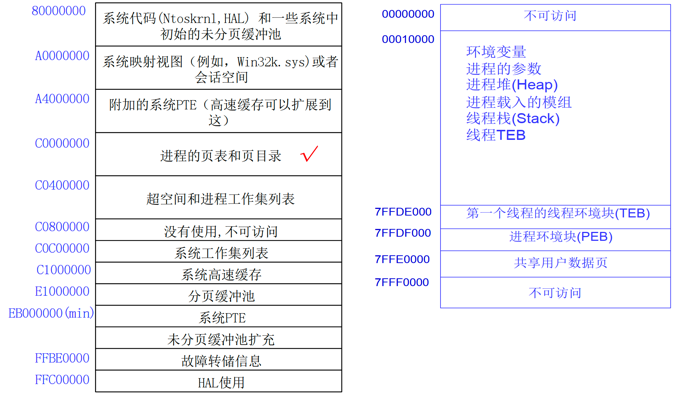 80000000
系统代码(Ntoskrnl,HAL) 和一些系统中
初始的未分页缓冲池
A0000000
系统映射视图（例如, Win32k.sys)或者
会话空间
A4000000
附加的系统PTE（高速缓存可以扩展到
这）
C0000000
进程的页表和页目录
C0400000
超空间和进程工作集列表
C0800000
没有使用,不可访问
C0C00000
系统工作集列表
C1000000
系统高速缓存
E1000000
分页缓冲池
EB000000(min)
系统PTE
未分页缓冲池扩充
FFBE0000
故障转储信息
FFC00000
HAL使用
00000000
不可访问
00010000
环境变量
进程的参数
进程堆(Heap)
进程载入的模组
线程栈(Stack)
线程TEB
7FFDE000
第一个线程的线程环境块(TEB)
7FFDF000
进程环境块(PEB)
7FFE0000
共享用户数据页
7FFF0000
不可访问